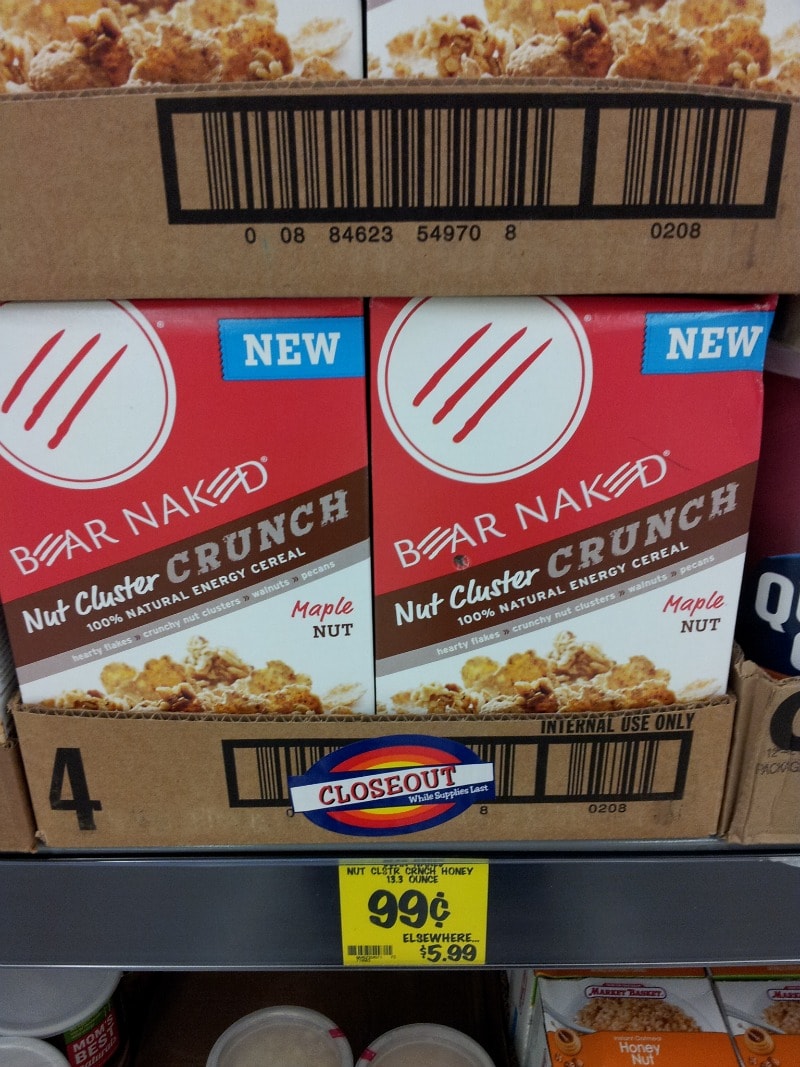 0 08 84623 54970 8 0208
NEW
NEW
BEAR NAKED®
BEAR NAKED®
Nut Cluster CRUNCH
100% NATURAL ENERGY CEREAL
hearty flakes » crunchy nut clusters » walnuts » pecans
Maple
NUT
Nut Cluster CRUNCH
100% NATURAL ENERGY CEREAL
hearty flakes » crunchy nut clusters » walnuts » pecans
Maple
NUT
INTERNAL USE ONLY
4
CLOSEOUT
While Supplies Last
0 8 0208
NUT CLSTR CRNCH HONEY
13.3 OUNCE
99¢
ELSEWHERE...
$5.99
MOM'S
BEST
MARKET BASKET
Instant Oatmeal
Honey
Nut